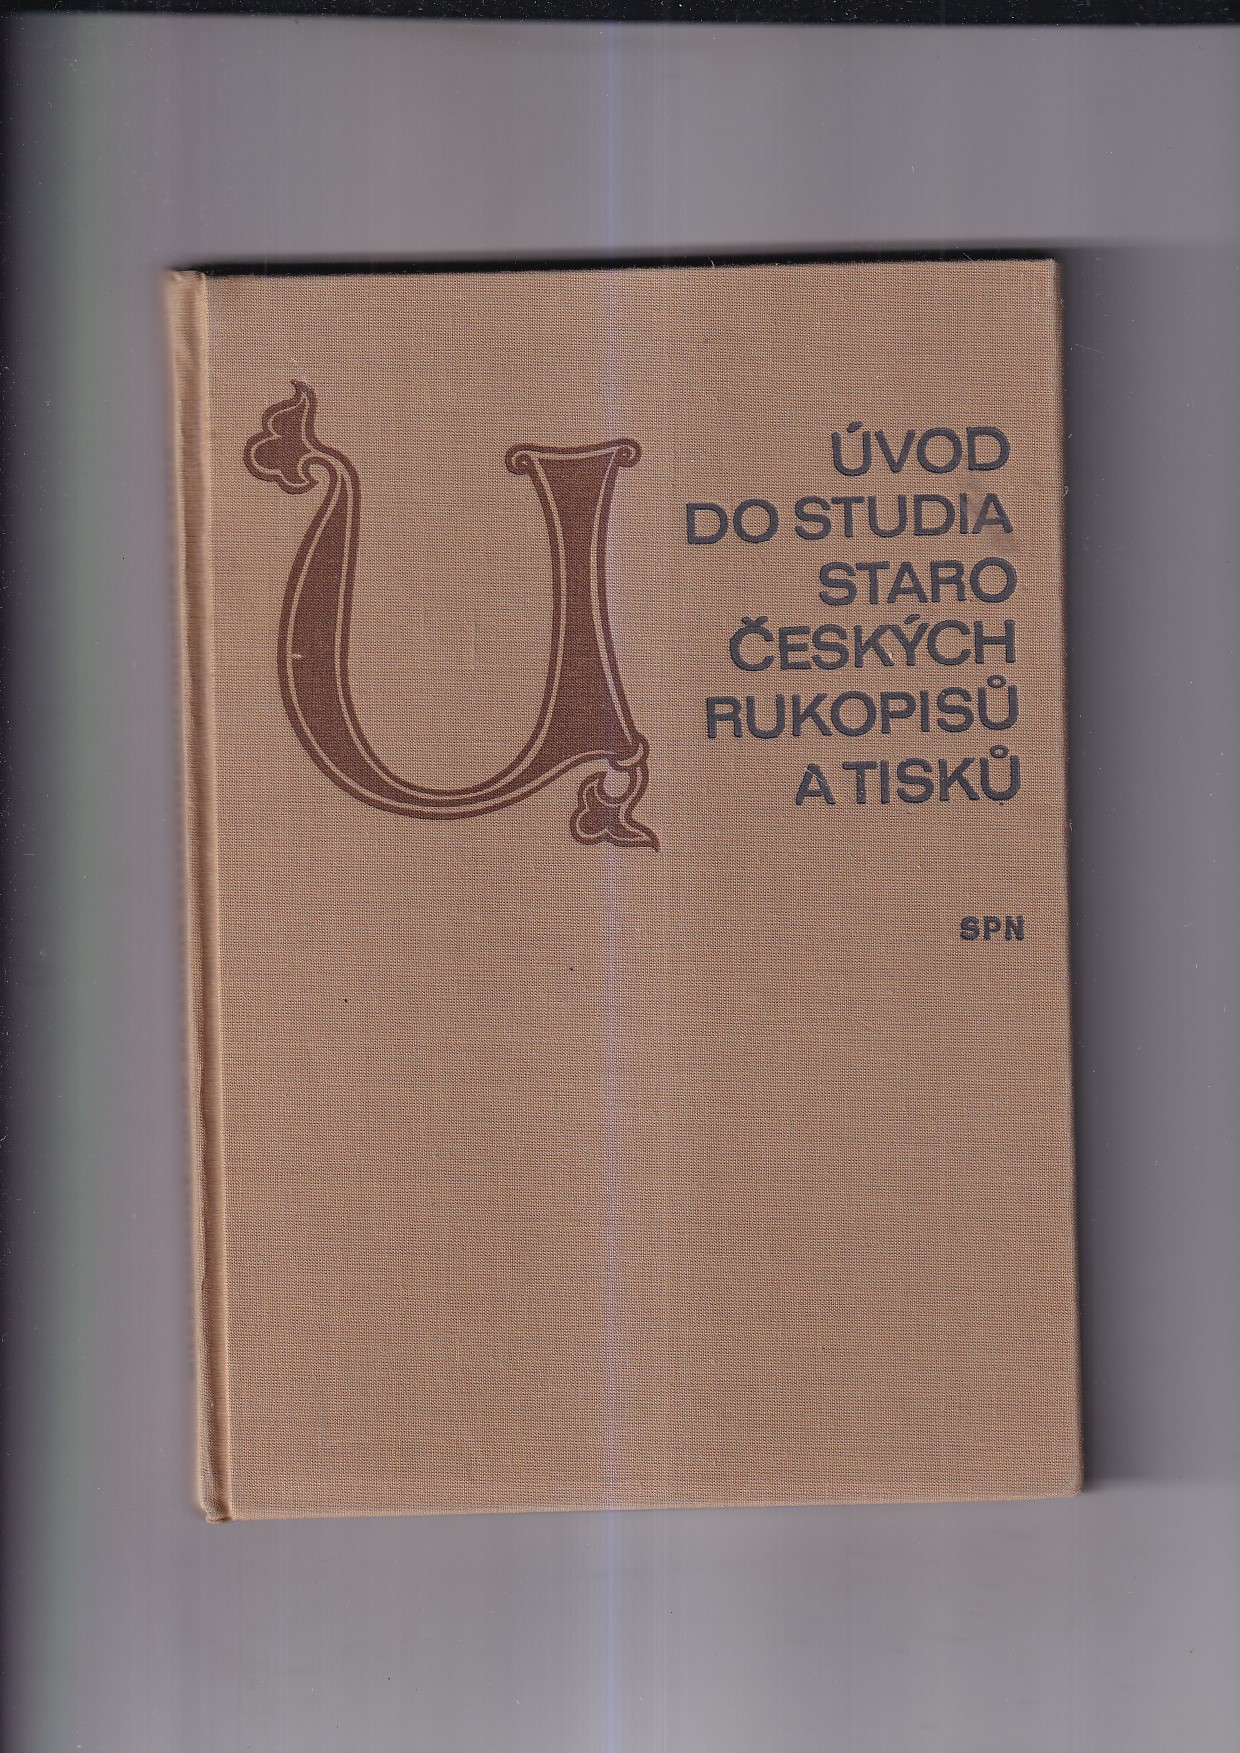 U
ÚVOD
DO STUDIA
STARO
ČESKÝCH
RUKOPISŮ
A TISKŮ
SPN